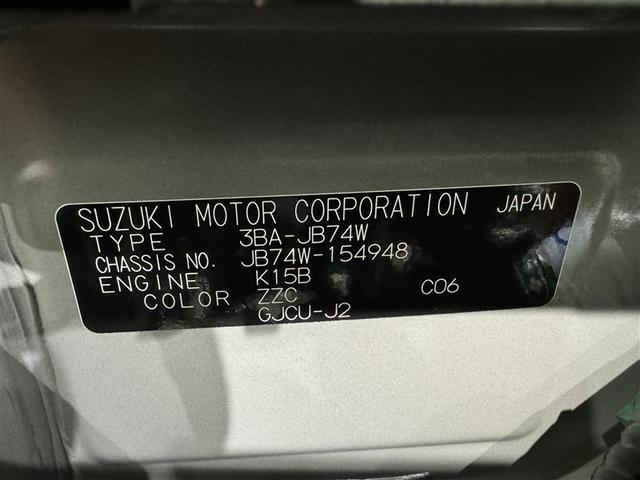 SUZUKI MOTOR CORPORATION JAPAN
TYPE 3BA-JB74W
CHASSIS NO. JB74W-154948
ENGINE K15B
COLOR ZZC C06
GJCU-J2